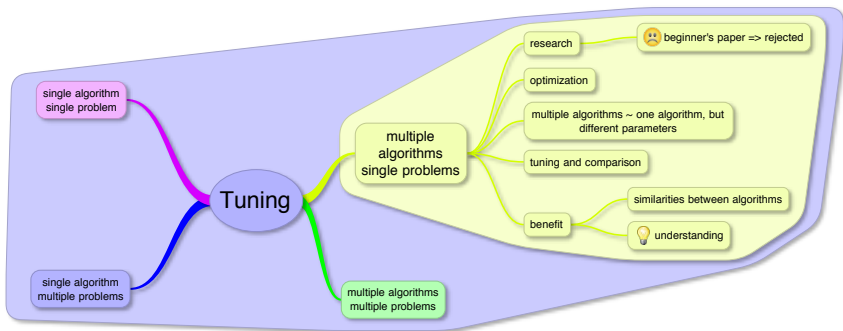 Tuning
single algorithm
single problem
single algorithm
multiple problems
multiple
algorithms
single problems
research
beginner's paper => rejected
optimization
multiple algorithms ~ one algorithm, but
different parameters
tuning and comparison
benefit
similarities between algorithms
understanding
multiple algorithms
multiple problems